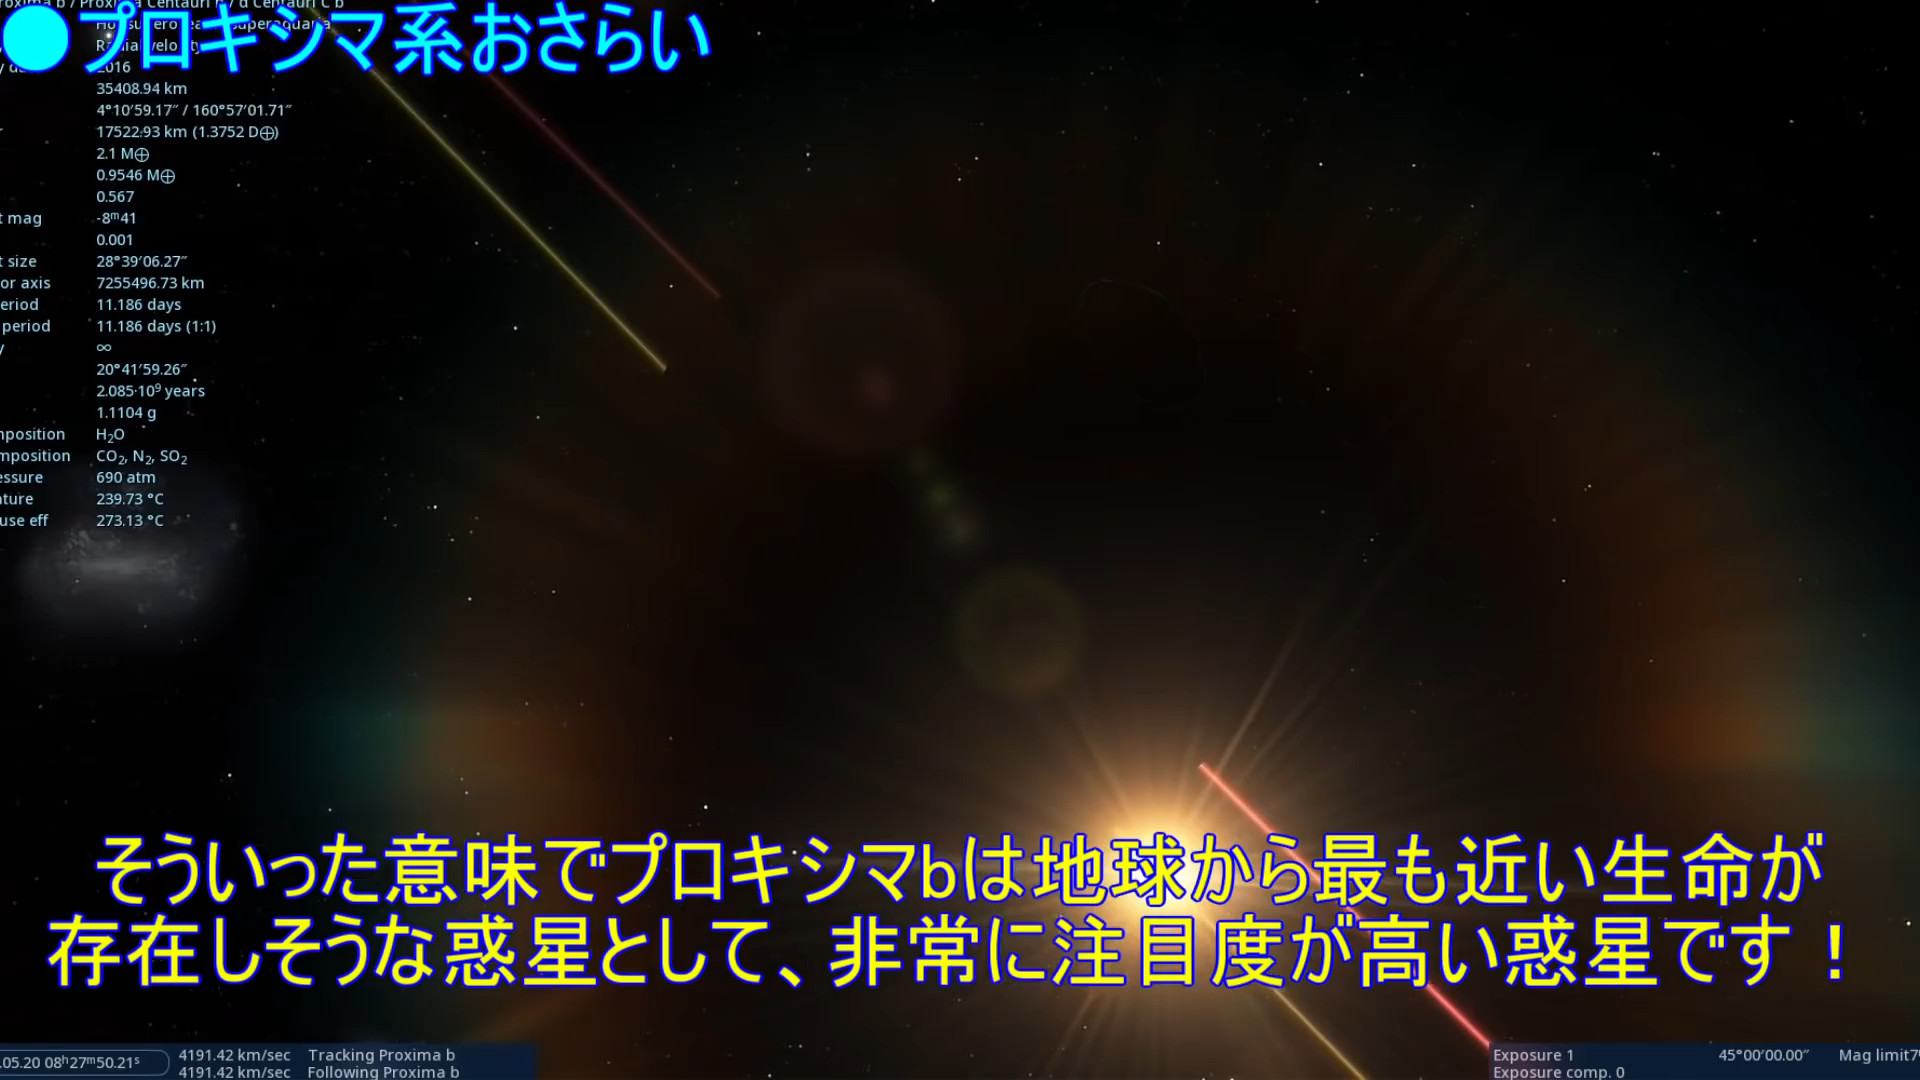 ●プロキシマ系おさらい
2016
35408.94 km
4°10′59.17″ / 160°57′01.71″
17522.93 km (1.3752 D⊕)
2.1 M⊕
0.9546 M⊕
0.567
t mag -8ᵐ41
0.001
t size 28°39′06.27″
or axis 7255496.73 km
eriod 11.186 days
period 11.186 days (1:1)
y ∞
20°41′59.26″
2.085·10⁹ years
1.1104 g
mposition H₂O
mposition CO₂, N₂, SO₂
essure 690 atm
ature 239.73 °C
use eff 273.13 °C
そういった意味でプロキシマbは地球から最も近い生命が
存在しそうな惑星として、非常に注目度が高い惑星です！
.05.20 08ʰ27ᵐ50.21ˢ
4191.42 km/sec Tracking Proxima b
4191.42 km/sec Following Proxima b
Exposure 1 45°00′00.00″ Mag limit7
Exposure comp. 0